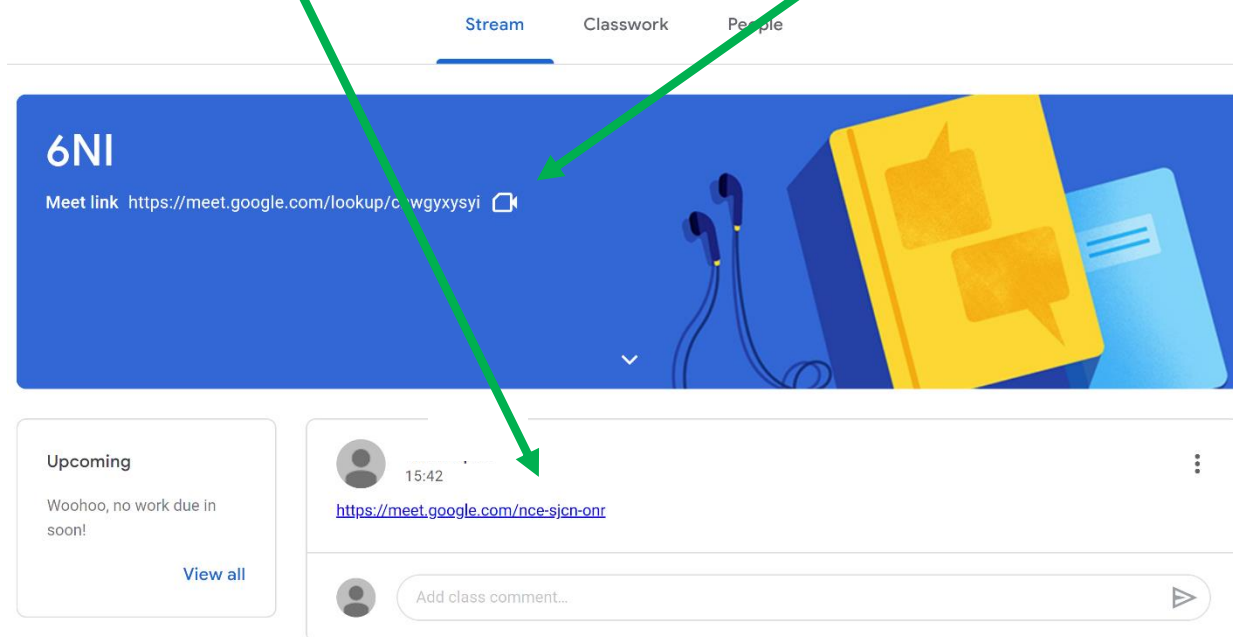 Stream Classwork People
6NI
Meet link https://meet.google.com/lookup/
Upcoming
15:42
Woohoo, no work due in
soon!
https://meet.google.com/nce-sjcn-onr
View all
Add class comment...